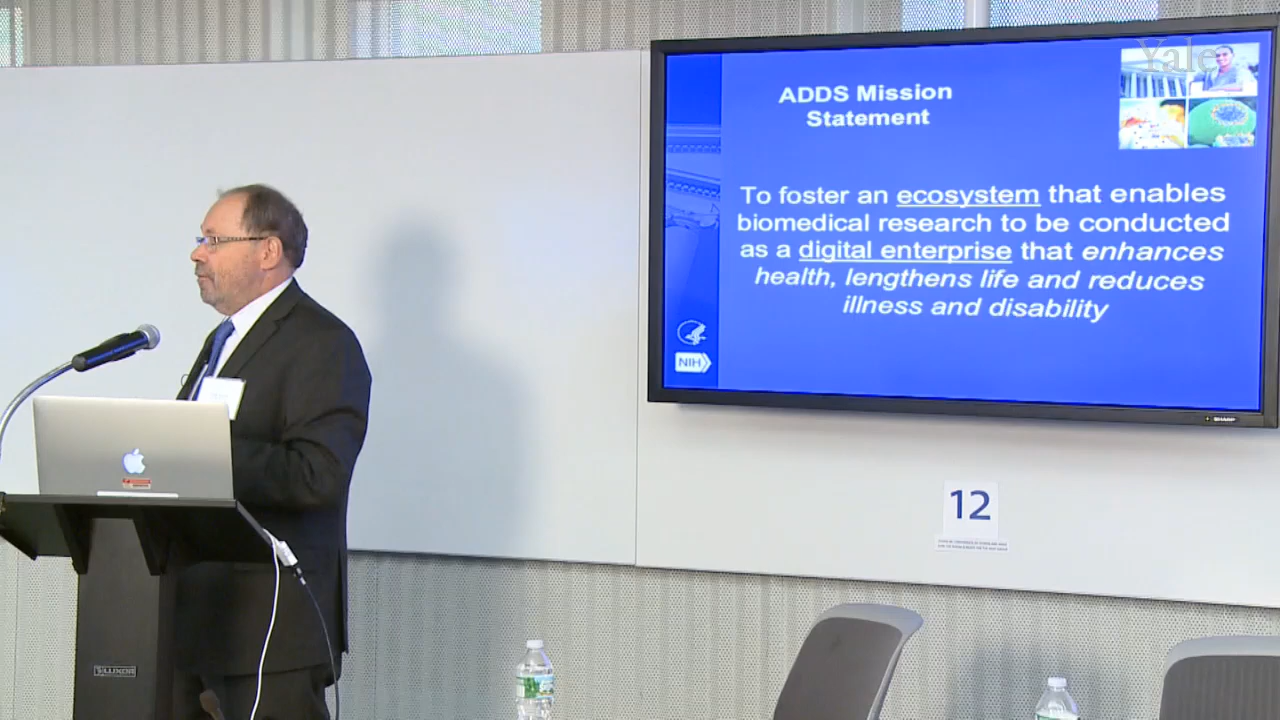 Yale
ADDS Mission
Statement
To foster an ecosystem that enables
biomedical research to be conducted
as a digital enterprise that enhances
health, lengthens life and reduces
illness and disability
NIH
SHARP
12